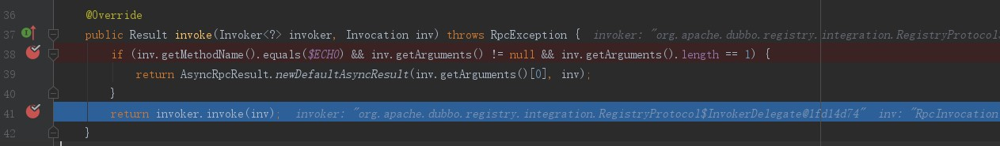 36 @Override
37 public Result invoke(Invoker<?> invoker, Invocation inv) throws RpcException { invoker: "org.apache.dubbo.registry.integration.RegistryProtocol
38 if (inv.getMethodName().equals($ECHO) && inv.getArguments() != null && inv.getArguments().length == 1) {
39 return AsyncRpcResult.newDefaultAsyncResult(inv.getArguments()[0], inv);
40 }
41 return invoker.invoke(inv); invoker: "org.apache.dubbo.registry.integration.RegistryProtocol$InvokerDelegate@1fd14d74" inv: "RpcInvocation
42 }